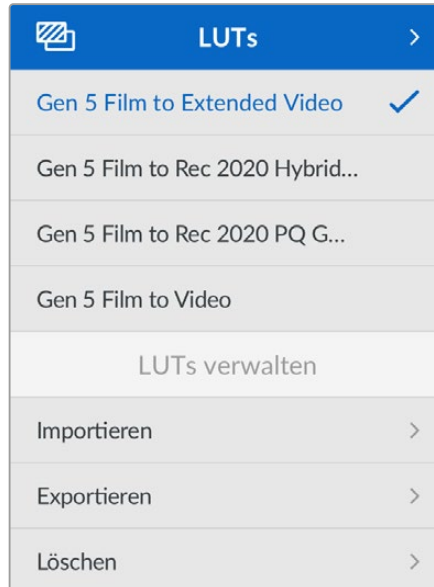 LUTs
Gen 5 Film to Extended Video
Gen 5 Film to Rec 2020 Hybrid...
Gen 5 Film to Rec 2020 PQ G...
Gen 5 Film to Video
LUTs verwalten
Importieren
Exportieren
Löschen